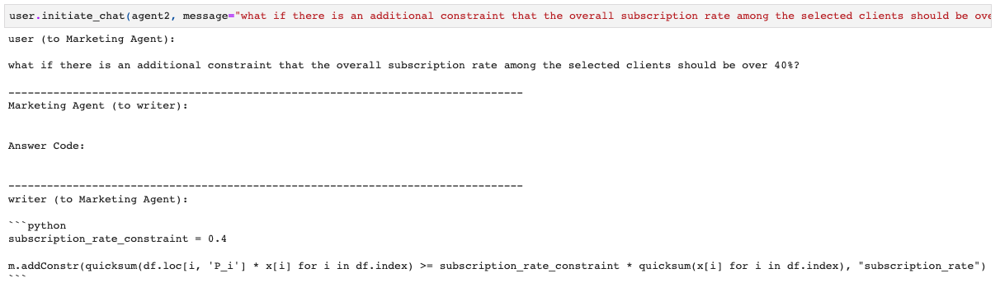 user.initiate_chat(agent2, message="what if there is an additional constraint that the overall subscription rate among the selected clients should be
user (to Marketing Agent):
what if there is an additional constraint that the overall subscription rate among the selected clients should be over 40%?
--------------------------------------------------------------------------------
Marketing Agent (to writer):
Answer Code:
--------------------------------------------------------------------------------
writer (to Marketing Agent):
```python
subscription_rate_constraint = 0.4
m.addConstr(quicksum(df.loc[i, 'P_i'] * x[i] for i in df.index) >= subscription_rate_constraint * quicksum(x[i] for i in df.index), "subscription_rate")
```